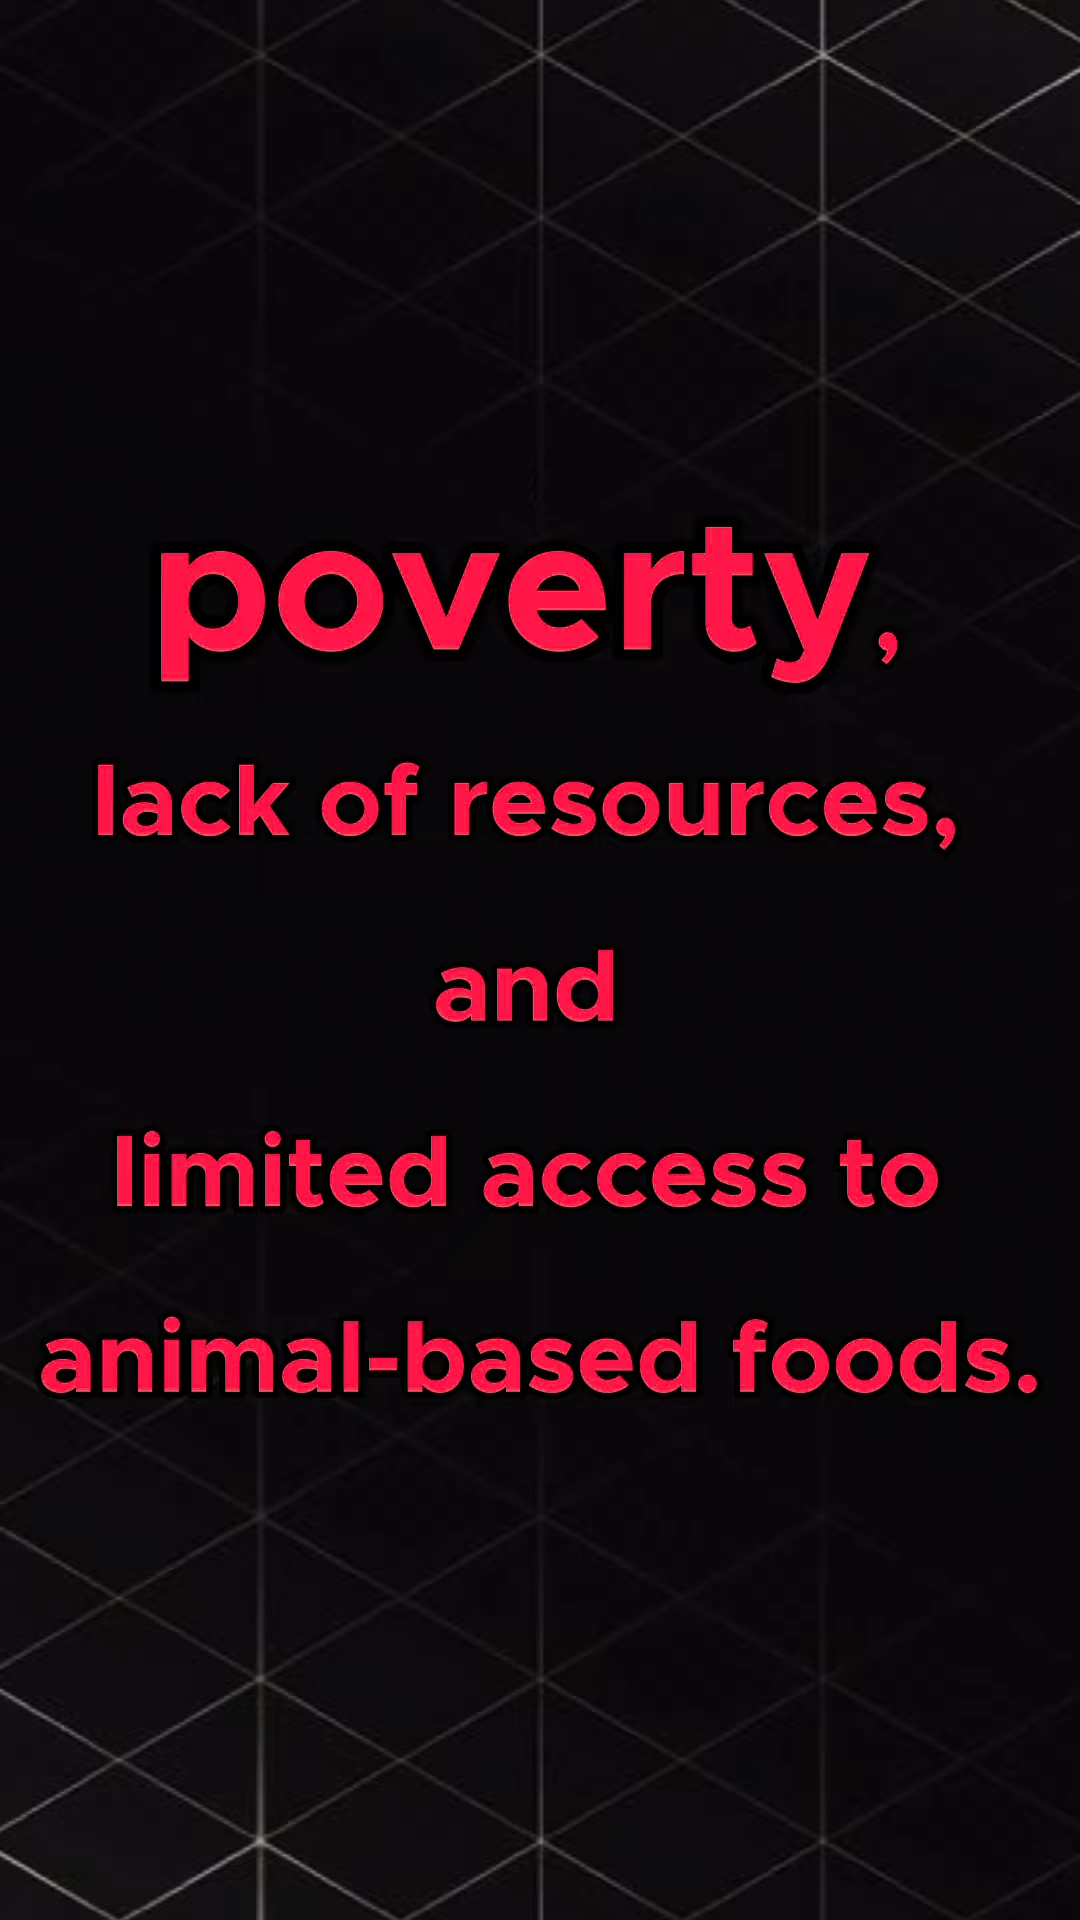 poverty,
lack of resources,
and
limited access to
animal-based foods.